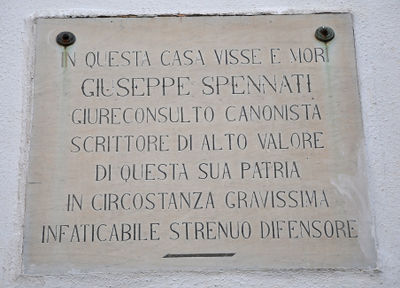 IN QUESTA CASA VISSE E MORÌ
GIUSEPPE SPENNATI
GIURECONSULTO CANONISTA
SCRITTORE DI ALTO VALORE
DI QUESTA SUA PATRIA
IN CIRCOSTANZA GRAVISSIMA
INFATICABILE STRENUO DIFENSORE